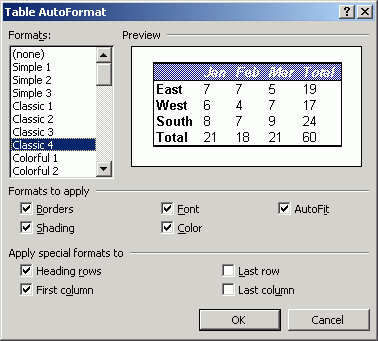 Table AutoFormat
Formats:
Preview
(none)
Simple 1
Simple 2
Simple 3
Classic 1
Classic 2
Classic 3
Classic 4
Colorful 1
Colorful 2
Jan Feb Mar Total
East 7 7 5 19
West 6 4 7 17
South 8 7 9 24
Total 21 18 21 60
Formats to apply
Borders Font AutoFit
Shading Color
Apply special formats to
Heading rows Last row
First column Last column
OK Cancel